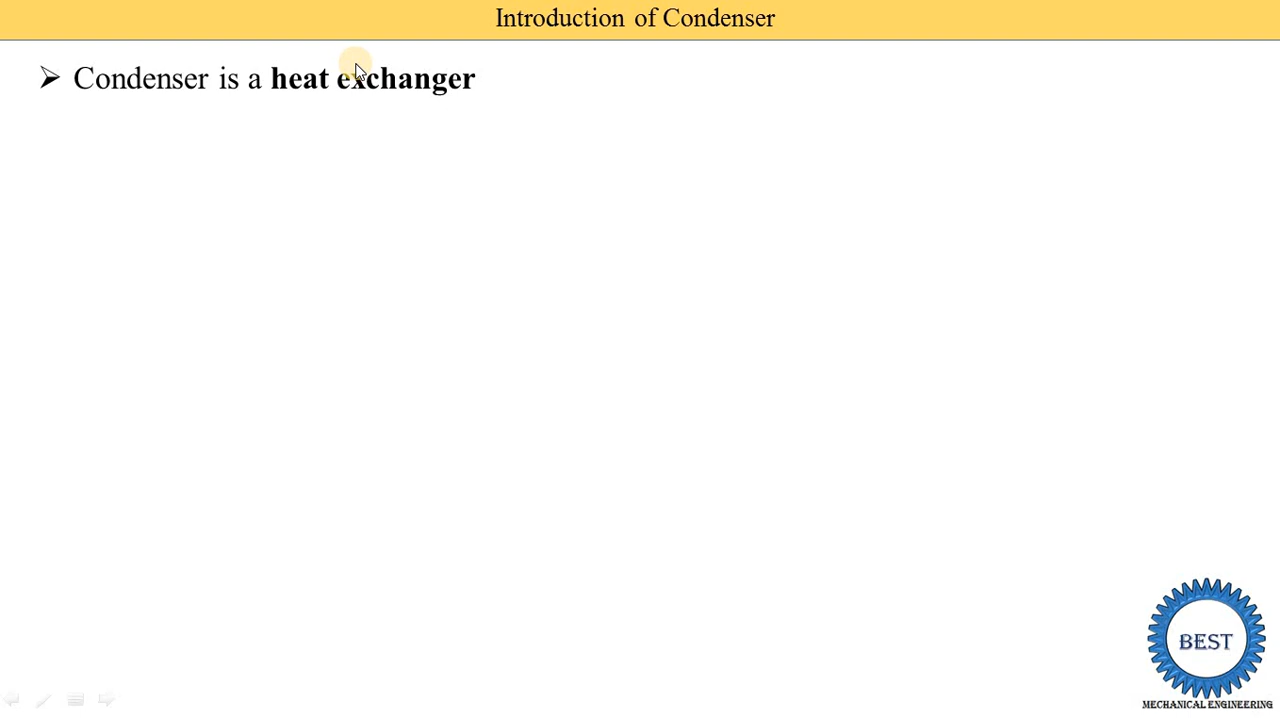 Introduction of Condenser
Condenser is a heat exchanger
BEST
MECHANICAL ENGINEERING